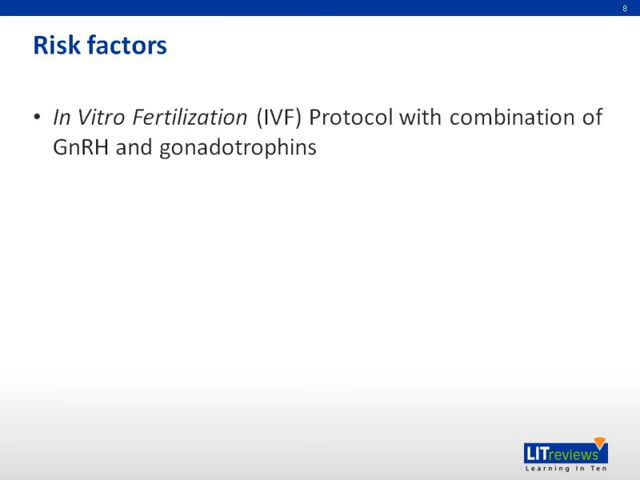 8
Risk factors
• In Vitro Fertilization (IVF) Protocol with combination of
GnRH and gonadotrophins
LITreviews
Learning In Ten